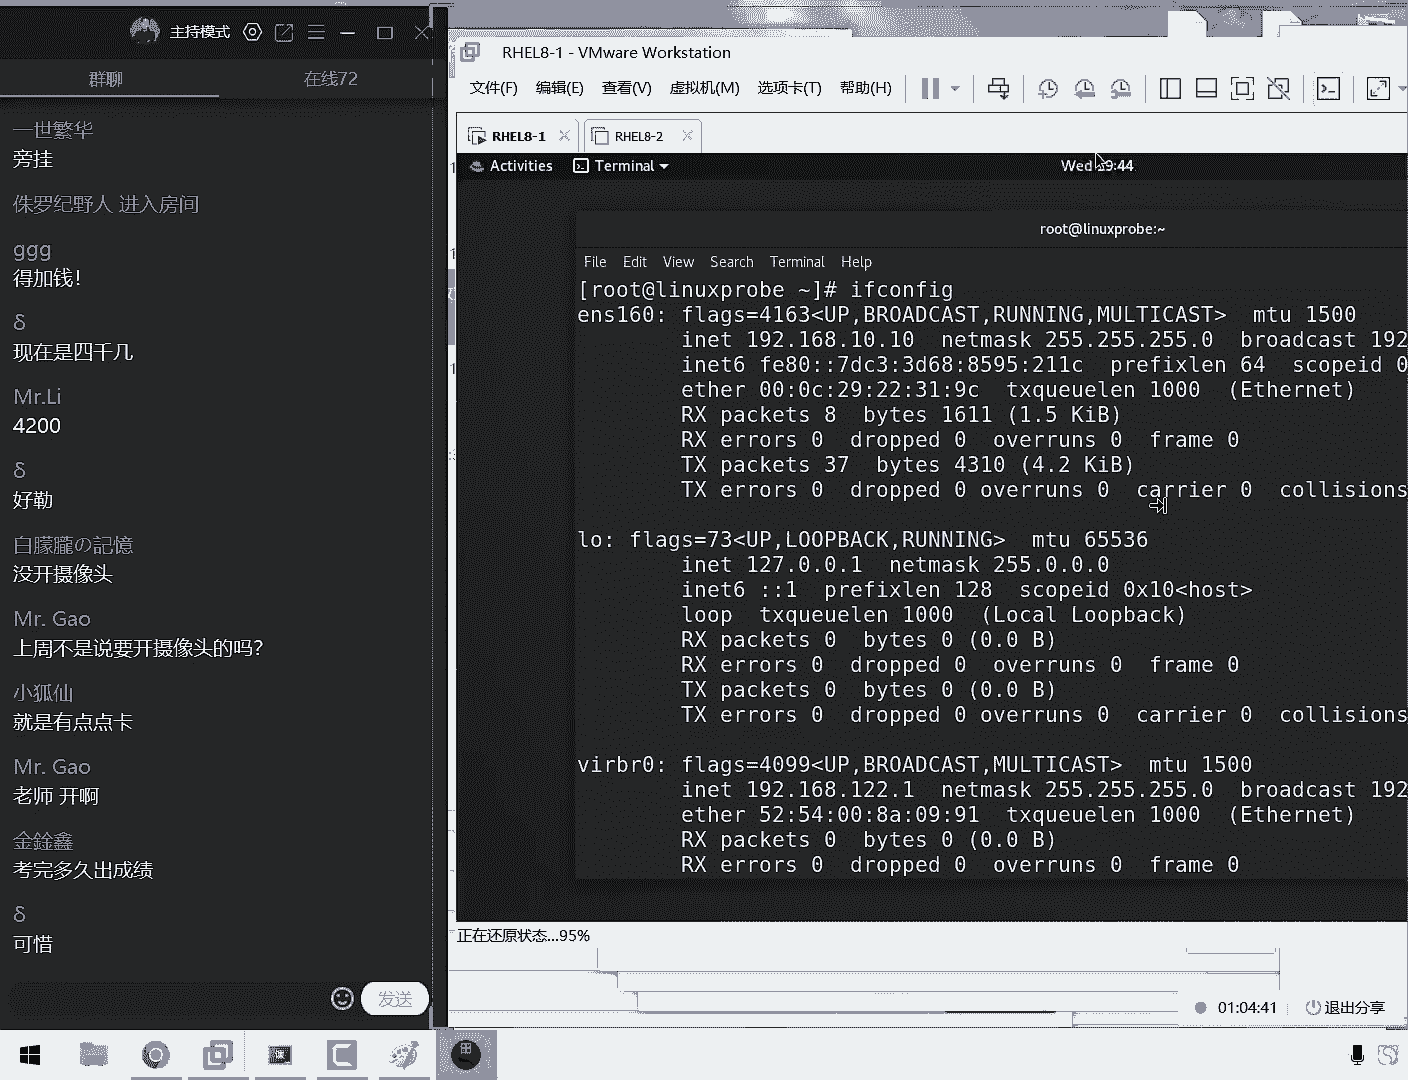 主持模式
群聊
在线72
一世繁华
旁挂
侏罗纪野人 进入房间
ggg
得加钱!
δ
现在是四千几
Mr.Li
4200
δ
好勒
白朦朧の記憶
没开摄像头
Mr. Gao
上周不是说要开摄像头的吗?
小狐仙
就是有点点卡
Mr. Gao
老师 开啊
金銓鑫
考完多久出成绩
δ
可惜
发送
RHEL8-1 - VMware Workstation
文件(F) 编辑(E) 查看(V) 虚拟机(M) 选项卡(T) 帮助(H)
RHEL8-1
RHEL8-2
Activities
Terminal
root@linuxprobe:~
File Edit View Search Terminal Help
[root@linuxprobe ~]# ifconfig
ens160: flags=4163<UP,BROADCAST,RUNNING,MULTICAST>  mtu 1500
inet 192.168.10.10  netmask 255.255.255.0  broadcast 192
inet6 fe80::7dc3:3d68:8595:211c  prefixlen 64  scopeid 0
ether 00:0c:29:22:31:9c  txqueuelen 1000  (Ethernet)
RX packets 8  bytes 1611 (1.5 KiB)
RX errors 0  dropped 0  overruns 0  frame 0
TX packets 37  bytes 4310 (4.2 KiB)
TX errors 0  dropped 0 overruns 0  carrier 0  collisions
lo: flags=73<UP,LOOPBACK,RUNNING>  mtu 65536
inet 127.0.0.1  netmask 255.0.0.0
inet6 ::1  prefixlen 128  scopeid 0x10<host>
loop  txqueuelen 1000  (Local Loopback)
RX packets 0  bytes 0 (0.0 B)
RX errors 0  dropped 0  overruns 0  frame 0
TX packets 0  bytes 0 (0.0 B)
TX errors 0  dropped 0 overruns 0  carrier 0  collisions
virbr0: flags=4099<UP,BROADCAST,MULTICAST>  mtu 1500
inet 192.168.122.1  netmask 255.255.255.0  broadcast 192
ether 52:54:00:8a:09:91  txqueuelen 1000  (Ethernet)
RX packets 0  bytes 0 (0.0 B)
RX errors 0  dropped 0  overruns 0  frame 0
正在还原状态...95%
01:04:41
退出分享